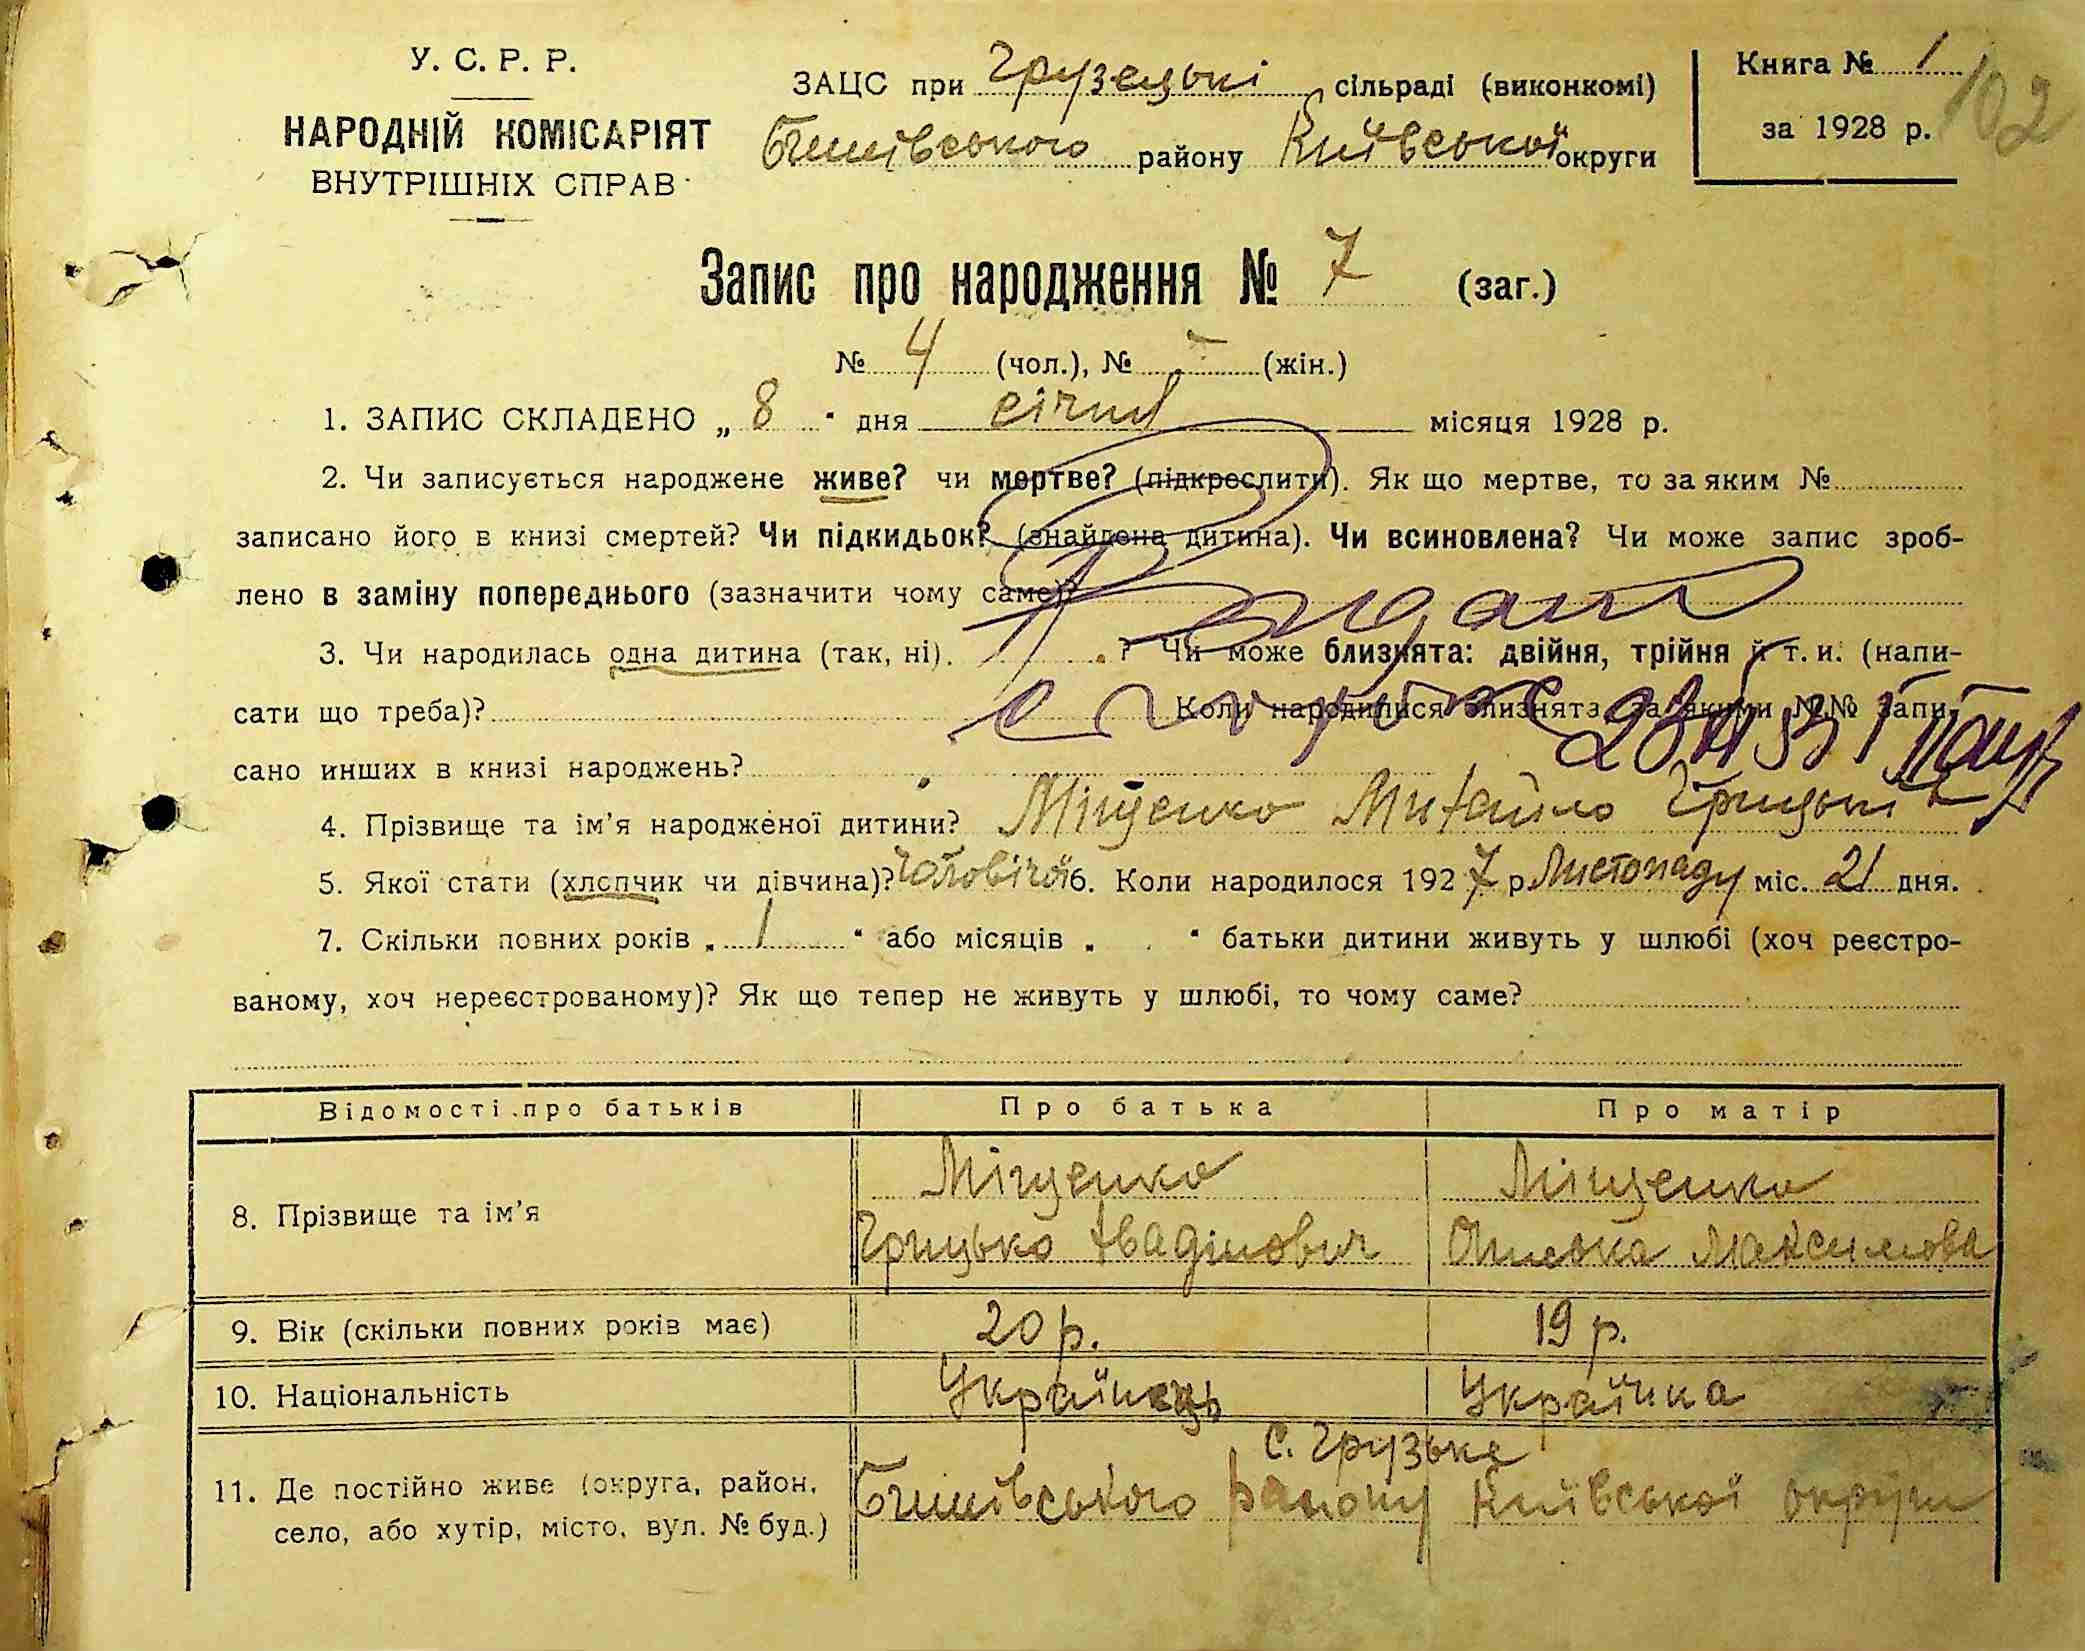 У. С. Р. Р.
НАРОДНІЙ КОМІСАРІЯТ
ВНУТРІШНІХ СПРАВ
ЗАЦС при Грузецькі сільраді (виконкомі)
Бишівського району Київської округи
Книга № 1
за 1928 р.
102
Запис про народження № 7 (заг.)
№ 4 (чол.), № (жін.)
1. ЗАПИС СКЛАДЕНО „ 8 " дня січня місяця 1928 р.
2. Чи записується народжене живе? чи мертве? (підкреслити). Як що мертве, то за яким №
записано його в книзі смертей? Чи підкидьок? (знайдена дитина). Чи всиновлена? Чи може запис зроб-
лено в заміну попереднього (зазначити чому саме)?
3. Чи народилась одна дитина (так, ні). ? Чи може близнята: двійня, трійня й т. и. (напи-
сати що треба)? Коли народилися близнята, за якими №№ запи-
сано инших в книзі народжень?
4. Прізвище та ім'я народженої дитини? Міщенко Михайло
5. Якої стати (хлєпчик чи дівчина)? Чоловічої 6. Коли народилося 1927 р Листопаду міс. 21 дня.
7. Скільки повних років „ 1 " або місяців „ " батьки дитини живуть у шлюбі (хоч реєстро-
ваному, хоч нереєстрованому)? Як що тепер не живуть у шлюбі, то чому саме?
Відомості про батьків Про батька Про матір
8. Прізвище та ім'я
Міщенко Міщенко
Грицько Максимова
9. Вік (скільки повних років має) 20 р. 19 р.
10. Національність Українець Українка
с. Грузьке
11. Де постійно живе (округа, район, Бишівського району Київської округи
село, або хутір, місто, вул. № буд.)